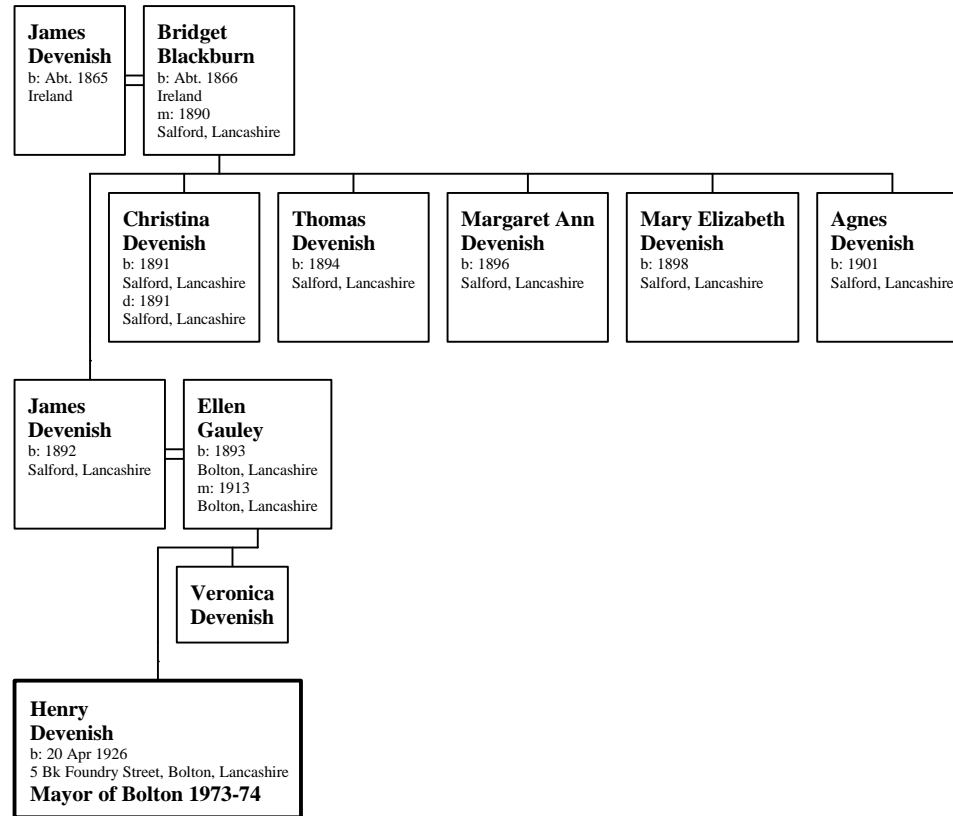 James
Devenish
b: Abt. 1865
Ireland
Bridget
Blackburn
b: Abt. 1866
Ireland
m: 1890
Salford, Lancashire
Christina
Devenish
b: 1891
Salford, Lancashire
d: 1891
Salford, Lancashire
Thomas
Devenish
b: 1894
Salford, Lancashire
Margaret Ann
Devenish
b: 1896
Salford, Lancashire
Mary Elizabeth
Devenish
b: 1898
Salford, Lancashire
Agnes
Devenish
b: 1901
Salford, Lancashire
James
Devenish
b: 1892
Salford, Lancashire
Ellen
Gauley
b: 1893
Bolton, Lancashire
m: 1913
Bolton, Lancashire
Veronica
Devenish
Henry
Devenish
b: 20 Apr 1926
5 Bk Foundry Street, Bolton, Lancashire
Mayor of Bolton 1973-74